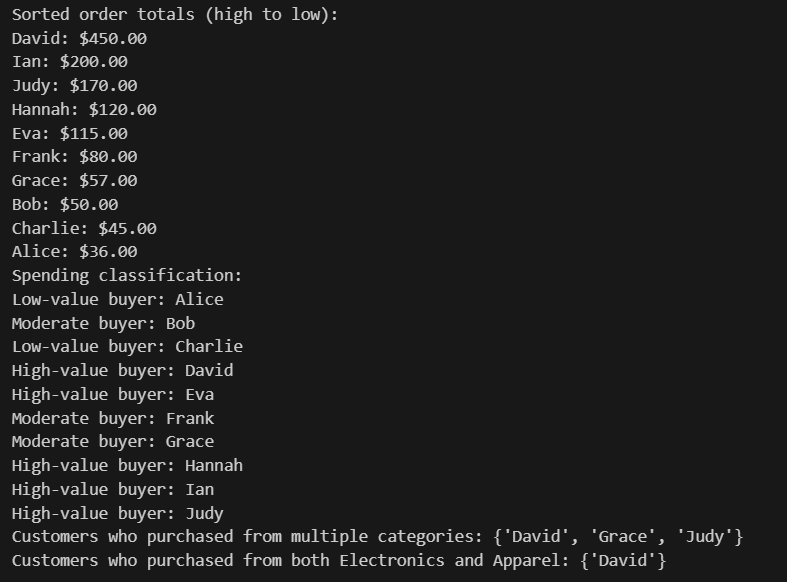 Sorted order totals (high to low):
David: $450.00
Ian: $200.00
Judy: $170.00
Hannah: $120.00
Eva: $115.00
Frank: $80.00
Grace: $57.00
Bob: $50.00
Charlie: $45.00
Alice: $36.00
Spending classification:
Low-value buyer: Alice
Moderate buyer: Bob
Low-value buyer: Charlie
High-value buyer: David
High-value buyer: Eva
Moderate buyer: Frank
Moderate buyer: Grace
High-value buyer: Hannah
High-value buyer: Ian
High-value buyer: Judy
Customers who purchased from multiple categories: {'David', 'Grace', 'Judy'}
Customers who purchased from both Electronics and Apparel: {'David'}